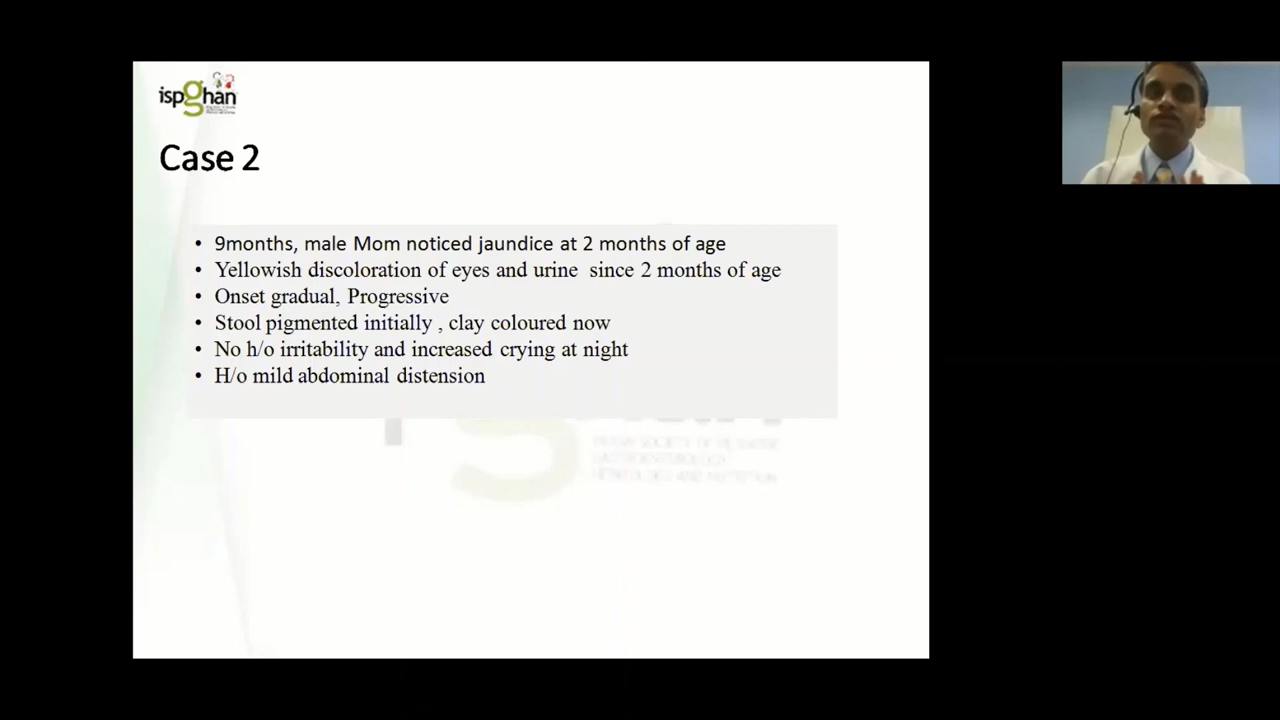 ispghan
Case 2
• 9months, male Mom noticed jaundice at 2 months of age
• Yellowish discoloration of eyes and urine since 2 months of age
• Onset gradual, Progressive
• Stool pigmented initially , clay coloured now
• No h/o irritability and increased crying at night
• H/o mild abdominal distension